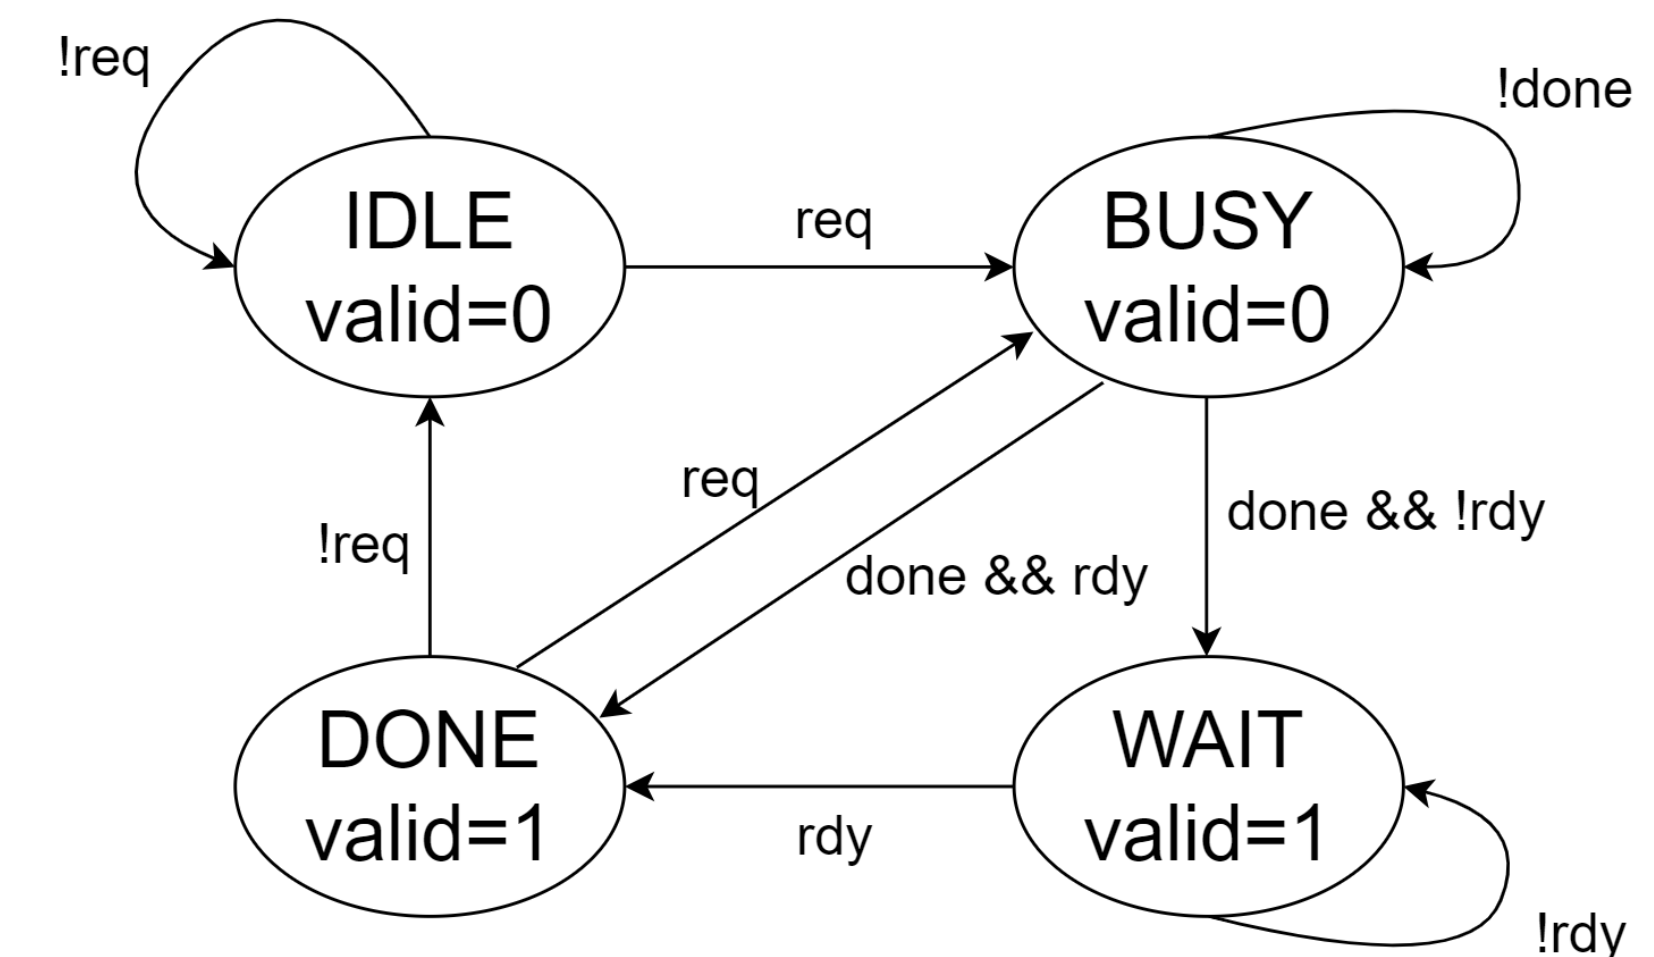 !req
!done
IDLE
valid=0
req
BUSY
valid=0
req
done && !rdy
!req
done && rdy
DONE
valid=1
rdy
WAIT
valid=1
!rdy